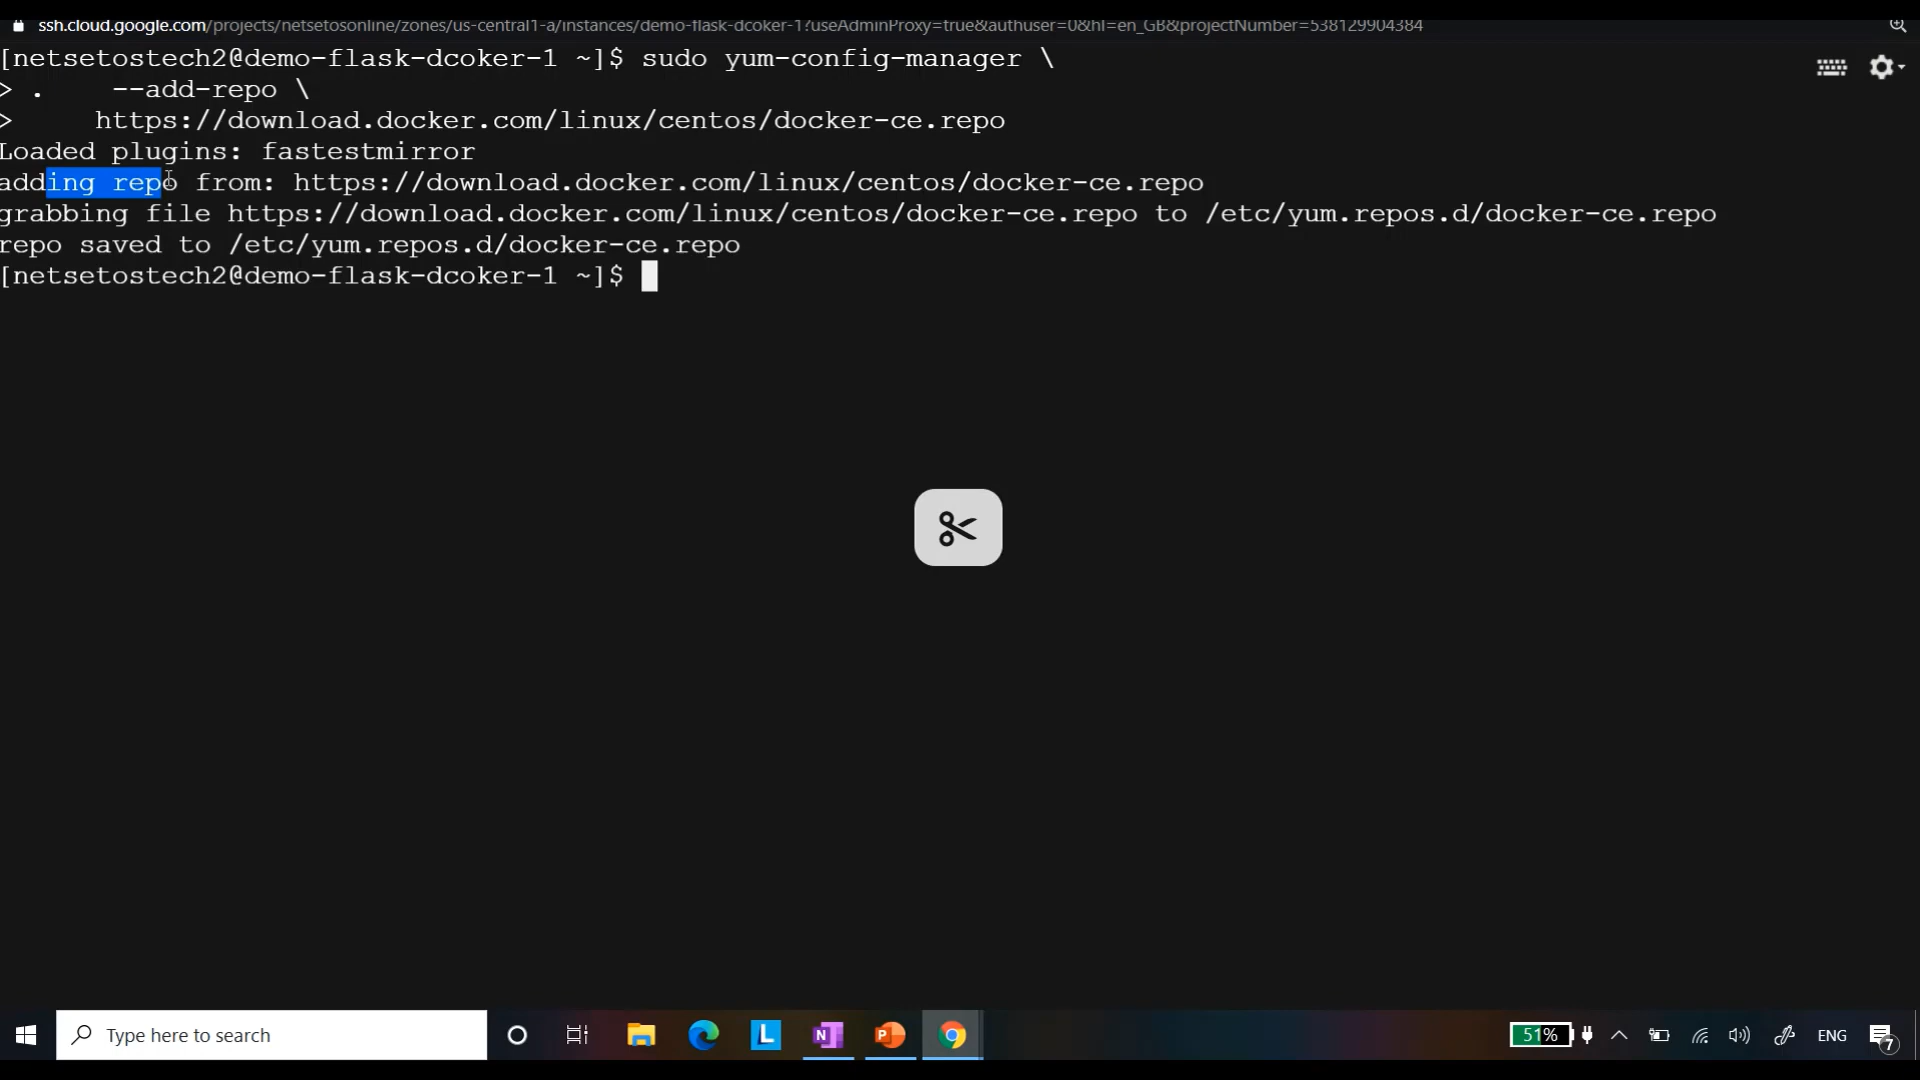 ssh.cloud.google.com/projects/netsetosonline/zones/us-central1-a/instances/demo-flask-dcoker-1?useAdminProxy=true&authuser=0&hl=en_GB&projectNumber=538129904384
[netsetostech2@demo-flask-dcoker-1 ~]$ sudo yum-config-manager \
> .    --add-repo \
>     https://download.docker.com/linux/centos/docker-ce.repo
Loaded plugins: fastestmirror
adding repo from: https://download.docker.com/linux/centos/docker-ce.repo
grabbing file https://download.docker.com/linux/centos/docker-ce.repo to /etc/yum.repos.d/docker-ce.repo
repo saved to /etc/yum.repos.d/docker-ce.repo
[netsetostech2@demo-flask-dcoker-1 ~]$
Type here to search
L
N
P
51%
ENG
7